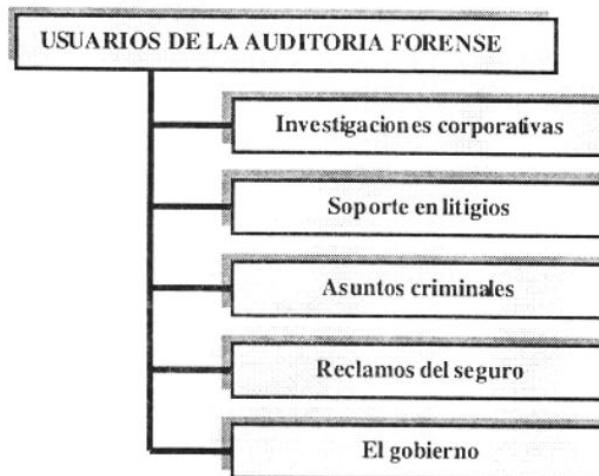 USUARIOS DE LA AUDITORIA FORENSE
Investigaciones corporativas
Soporte en litigios
Asuntos criminales
Reclamos del seguro
El gobierno